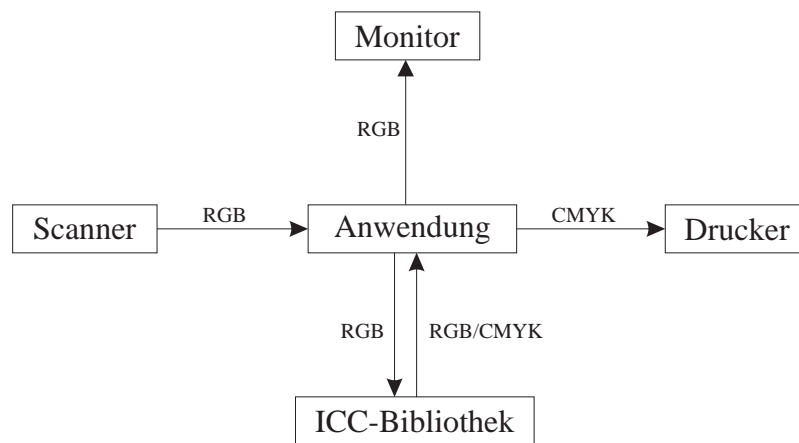 Monitor
RGB
Scanner
RGB
Anwendung
CMYK
Drucker
RGB
RGB/CMYK
ICC-Bibliothek